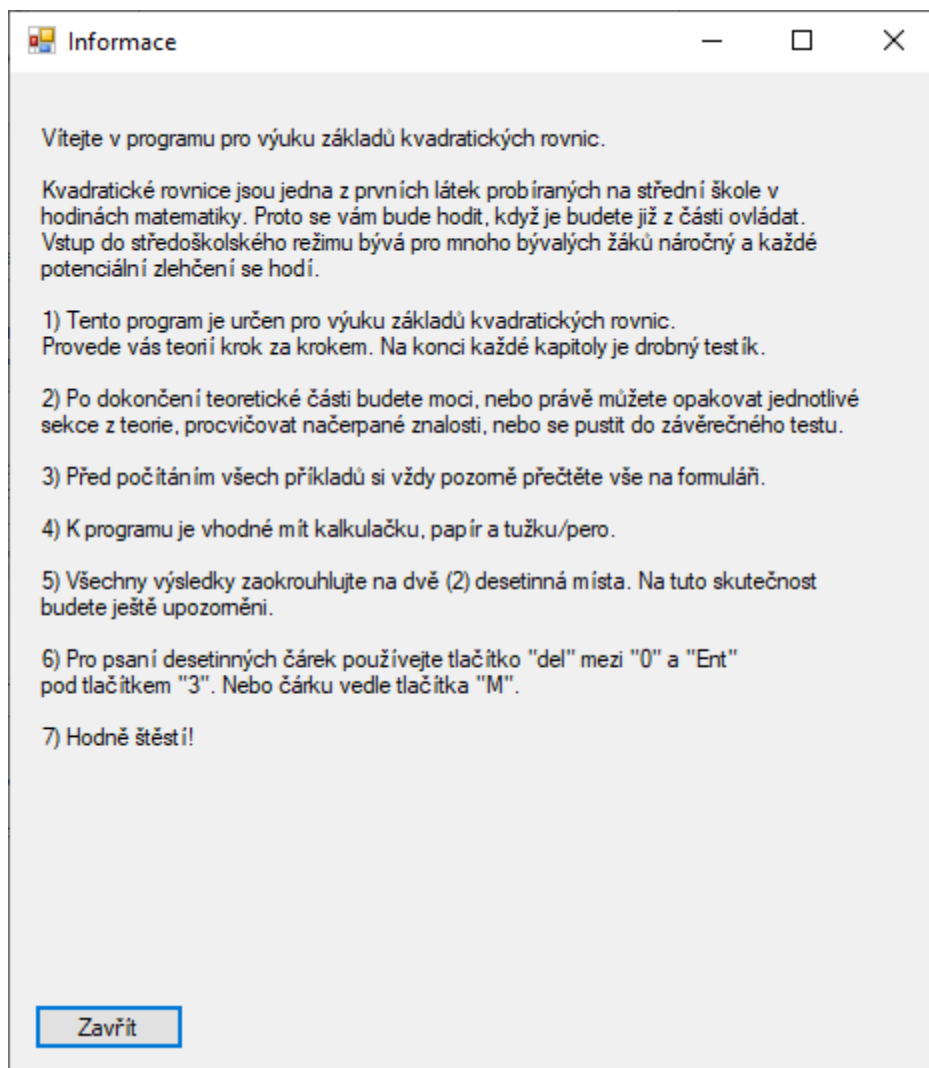 Informace
Vítejte v programu pro výuku základů kvadratických rovnic.
Kvadratické rovnice jsou jedna z prvních látek probíraných na střední škole v
hodinách matematiky. Proto se vám bude hodit, když je budete již z části ovládat.
Vstup do středoškolského režimu bývá pro mnoho bývalých žáků náročný a každé
potenciální zlehčení se hodí.
1) Tento program je určen pro výuku základů kvadratických rovnic.
Provede vás teorií krok za krokem. Na konci každé kapitoly je drobný testík.
2) Po dokončení teoretické části budete moci, nebo právě můžete opakovat jednotlivé
sekce z teorie, procvičovat načerpané znalosti, nebo se pustit do závěrečného testu.
3) Před počítáním všech příkladů si vždy pozorně přečtěte vše na formuláři.
4) K programu je vhodné mít kalkulačku, papír a tužku/pero.
5) Všechny výsledky zaokrouhlujte na dvě (2) desetinná místa. Na tuto skutečnost
budete ještě upozorněni.
6) Pro psaní desetinných čárek používejte tlačítko "del" mezi "0" a "Ent"
pod tlačítkem "3". Nebo čárku vedle tlačítka "M".
7) Hodně štěstí!
Zavřít